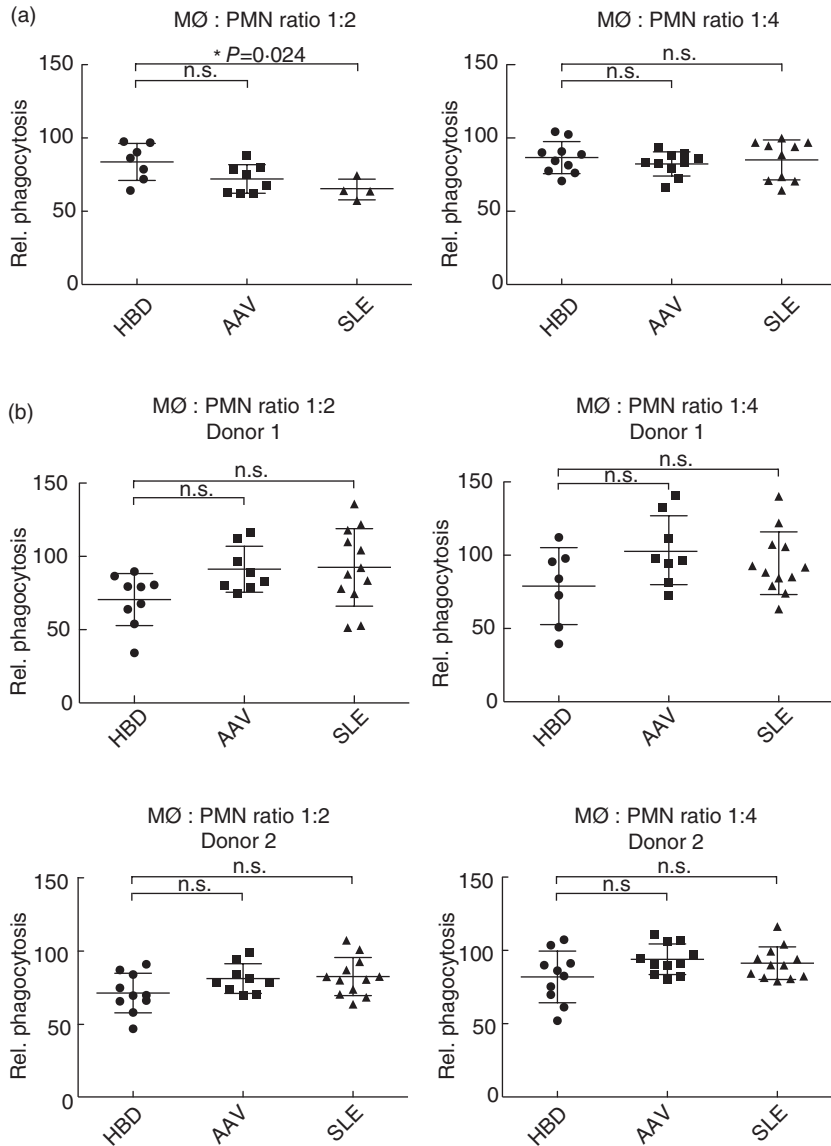 (a)
MØ : PMN ratio 1:2
* P=0·024
n.s.
150
100
50
0
Rel. phagocytosis
HBD
AAV
SLE
MØ : PMN ratio 1:4
n.s.
n.s.
150
100
50
0
Rel. phagocytosis
HBD
AAV
SLE
(b)
MØ : PMN ratio 1:2
Donor 1
n.s.
n.s.
150
100
50
0
Rel. phagocytosis
HBD
AAV
SLE
MØ : PMN ratio 1:4
Donor 1
n.s.
n.s.
150
100
50
0
Rel. phagocytosis
HBD
AAV
SLE
MØ : PMN ratio 1:2
Donor 2
n.s.
n.s.
150
100
50
0
Rel. phagocytosis
HBD
AAV
SLE
MØ : PMN ratio 1:4
Donor 2
n.s.
n.s
150
100
50
0
Rel. phagocytosis
HBD
AAV
SLE